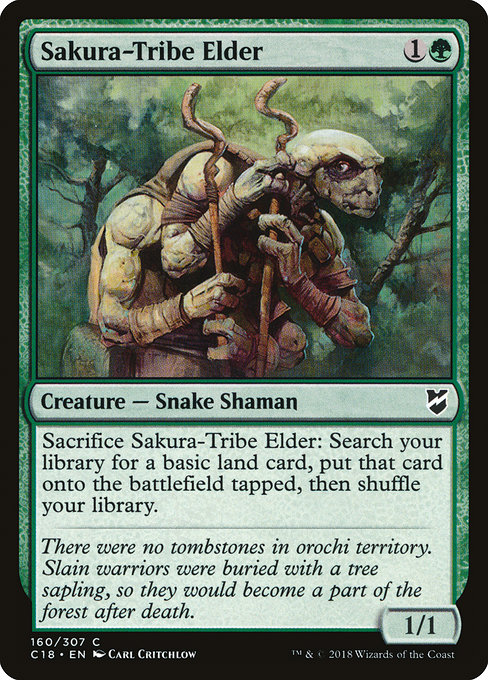 Sakura-Tribe Elder 1
Creature — Snake Shaman
Sacrifice Sakura-Tribe Elder: Search your
library for a basic land card, put that card
onto the battlefield tapped, then shuffle
your library.
There were no tombstones in orochi territory.
Slain warriors were buried with a tree
sapling, so they would become a part of the
forest after death.
1/1
160/307 C
C18 • EN Carl Critchlow ™ & © 2018 Wizards of the Coast